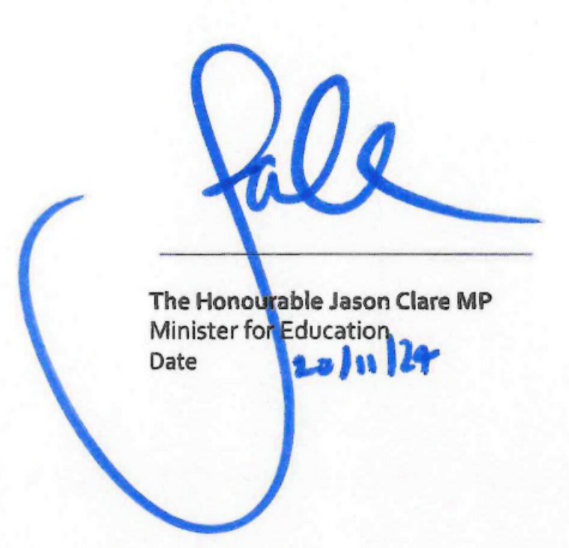 The Honourable Jason Clare MP
Minister for Education
Date 20/11/24